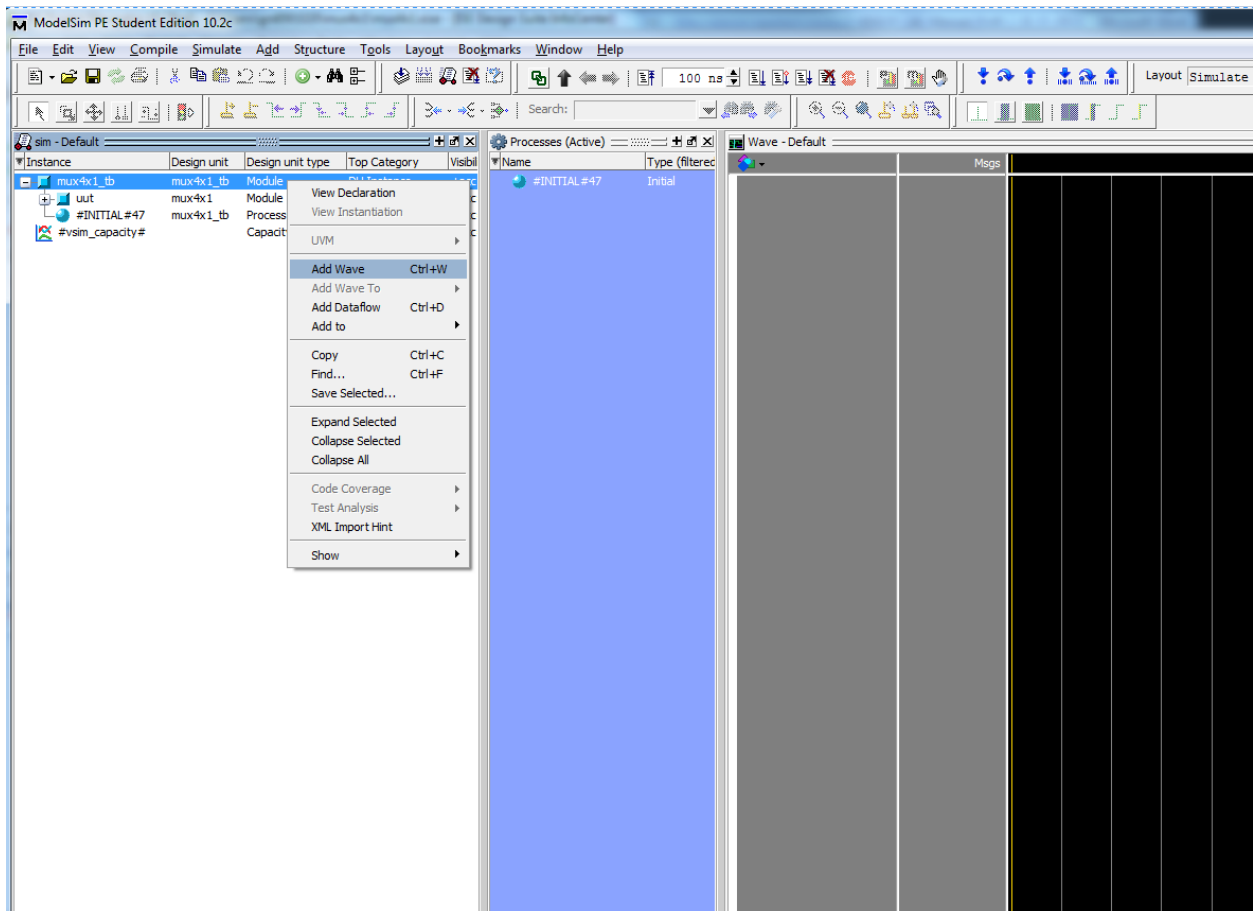 ModelSim PE Student Edition 10.2c
File Edit View Compile Simulate Add Structure Tools Layout Bookmarks Window Help
100 ns Layout Simulate
Search:
sim - Default
Instance Design unit Design unit type Top Category Visibil
mux4x1_tb mux4x1_tb Module DU Instance +acc
uut mux4x1 Module
#INITIAL#47 mux4x1_tb Process
#vsim_capacity# Capacit
View Declaration
View Instantiation
UVM
Add Wave Ctrl+W
Add Wave To
Add Dataflow Ctrl+D
Add to
Copy Ctrl+C
Find... Ctrl+F
Save Selected...
Expand Selected
Collapse Selected
Collapse All
Code Coverage
Test Analysis
XML Import Hint
Show
Processes (Active)
Name Type (filtered
#INITIAL#47 Initial
Wave - Default
Msgs